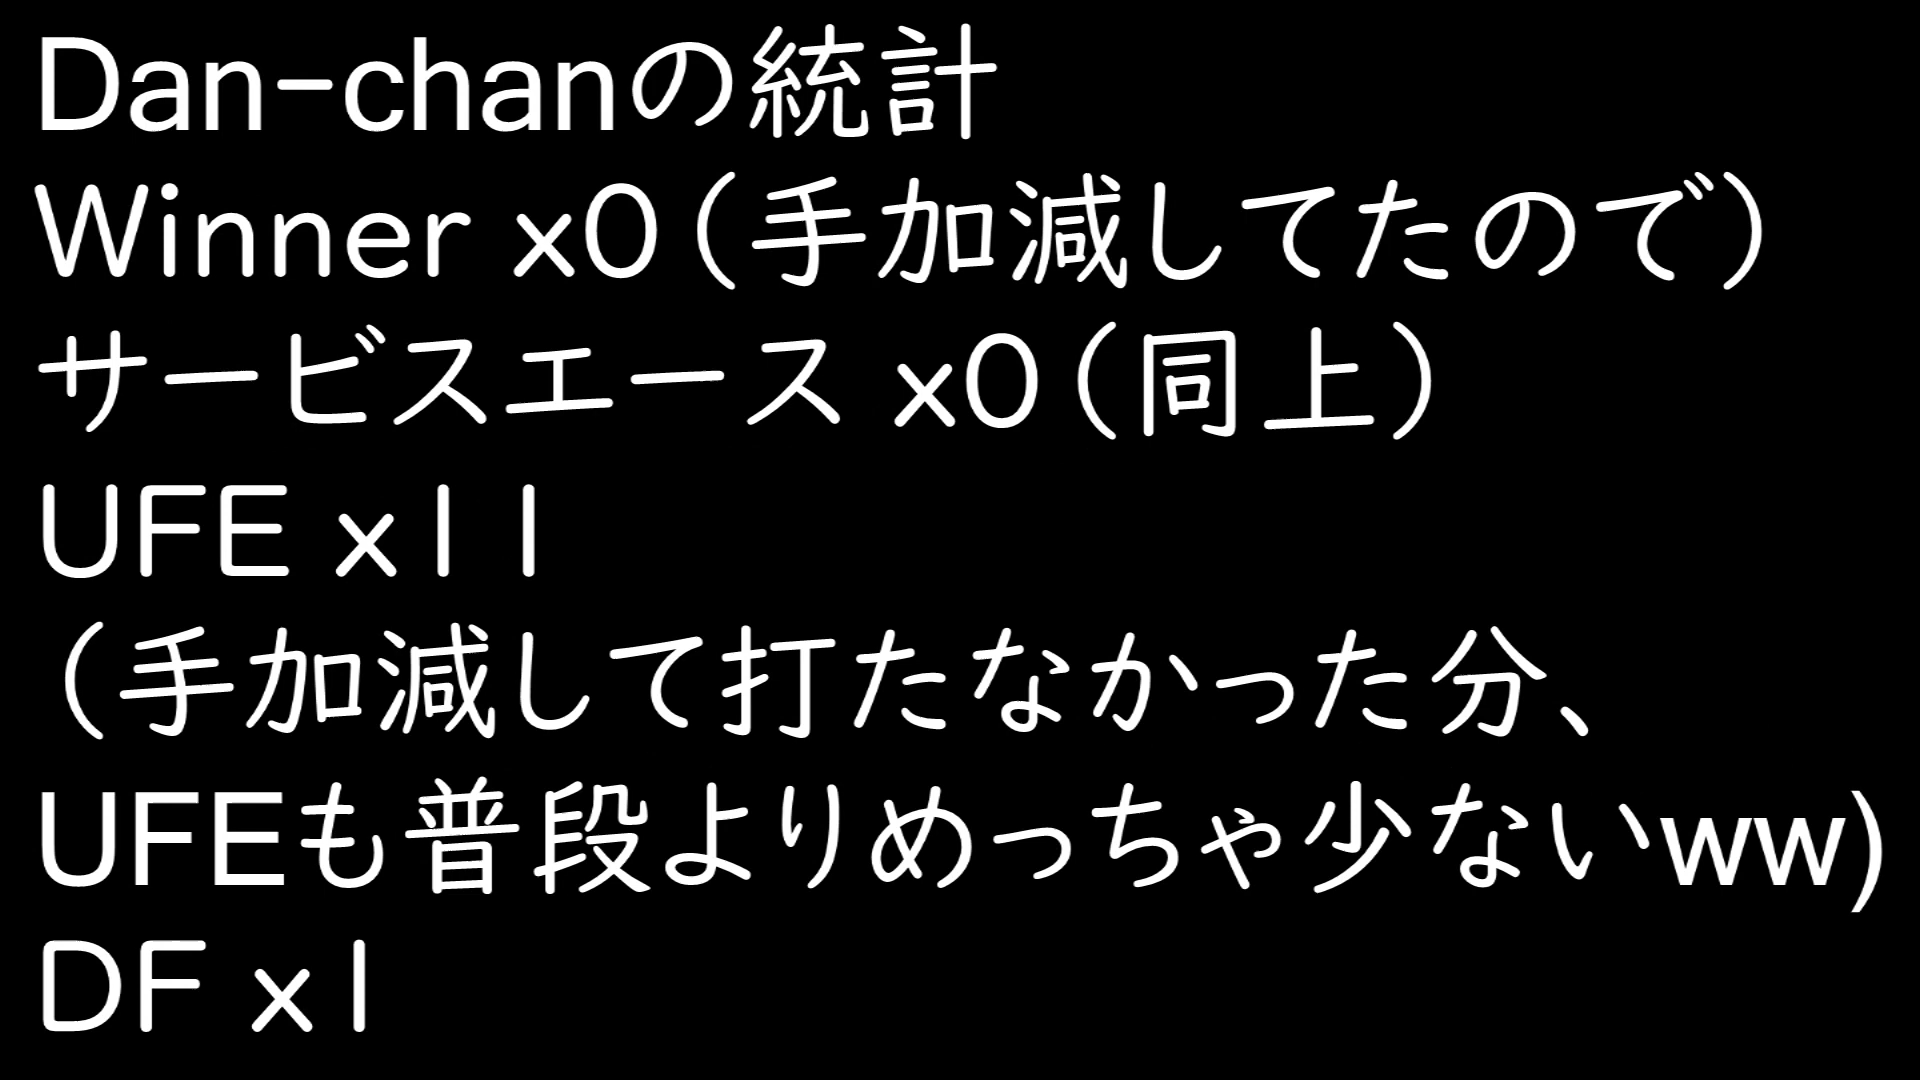 Dan-chanの統計
Winner x0（手加減してたので）
サービスエース x0（同上）
UFE x11
（手加減して打たなかった分、
UFEも普段よりめっちゃ少ないww)
DF x1